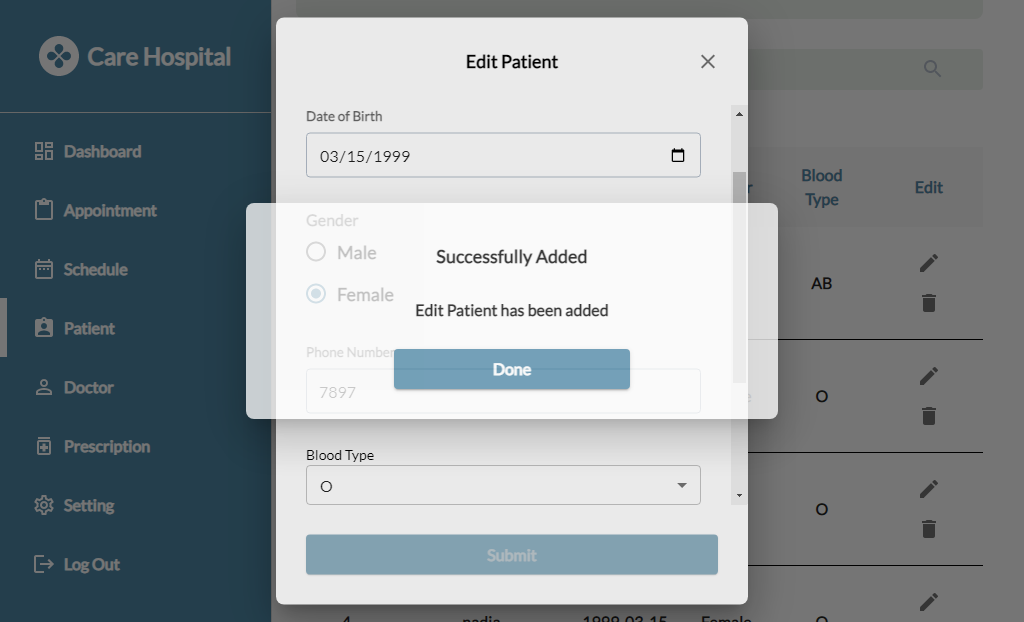 Care Hospital
Dashboard
Appointment
Schedule
Patient
Doctor
Prescription
Setting
Log Out
Edit Patient
Date of Birth
03/15/1999
Gender
Male
Female
Phone Number
7897
Successfully Added
Edit Patient has been added
Done
Blood Type
O
Submit
Blood
Type
Edit
AB
O
O
4 nadia 1999-03-15 Female O